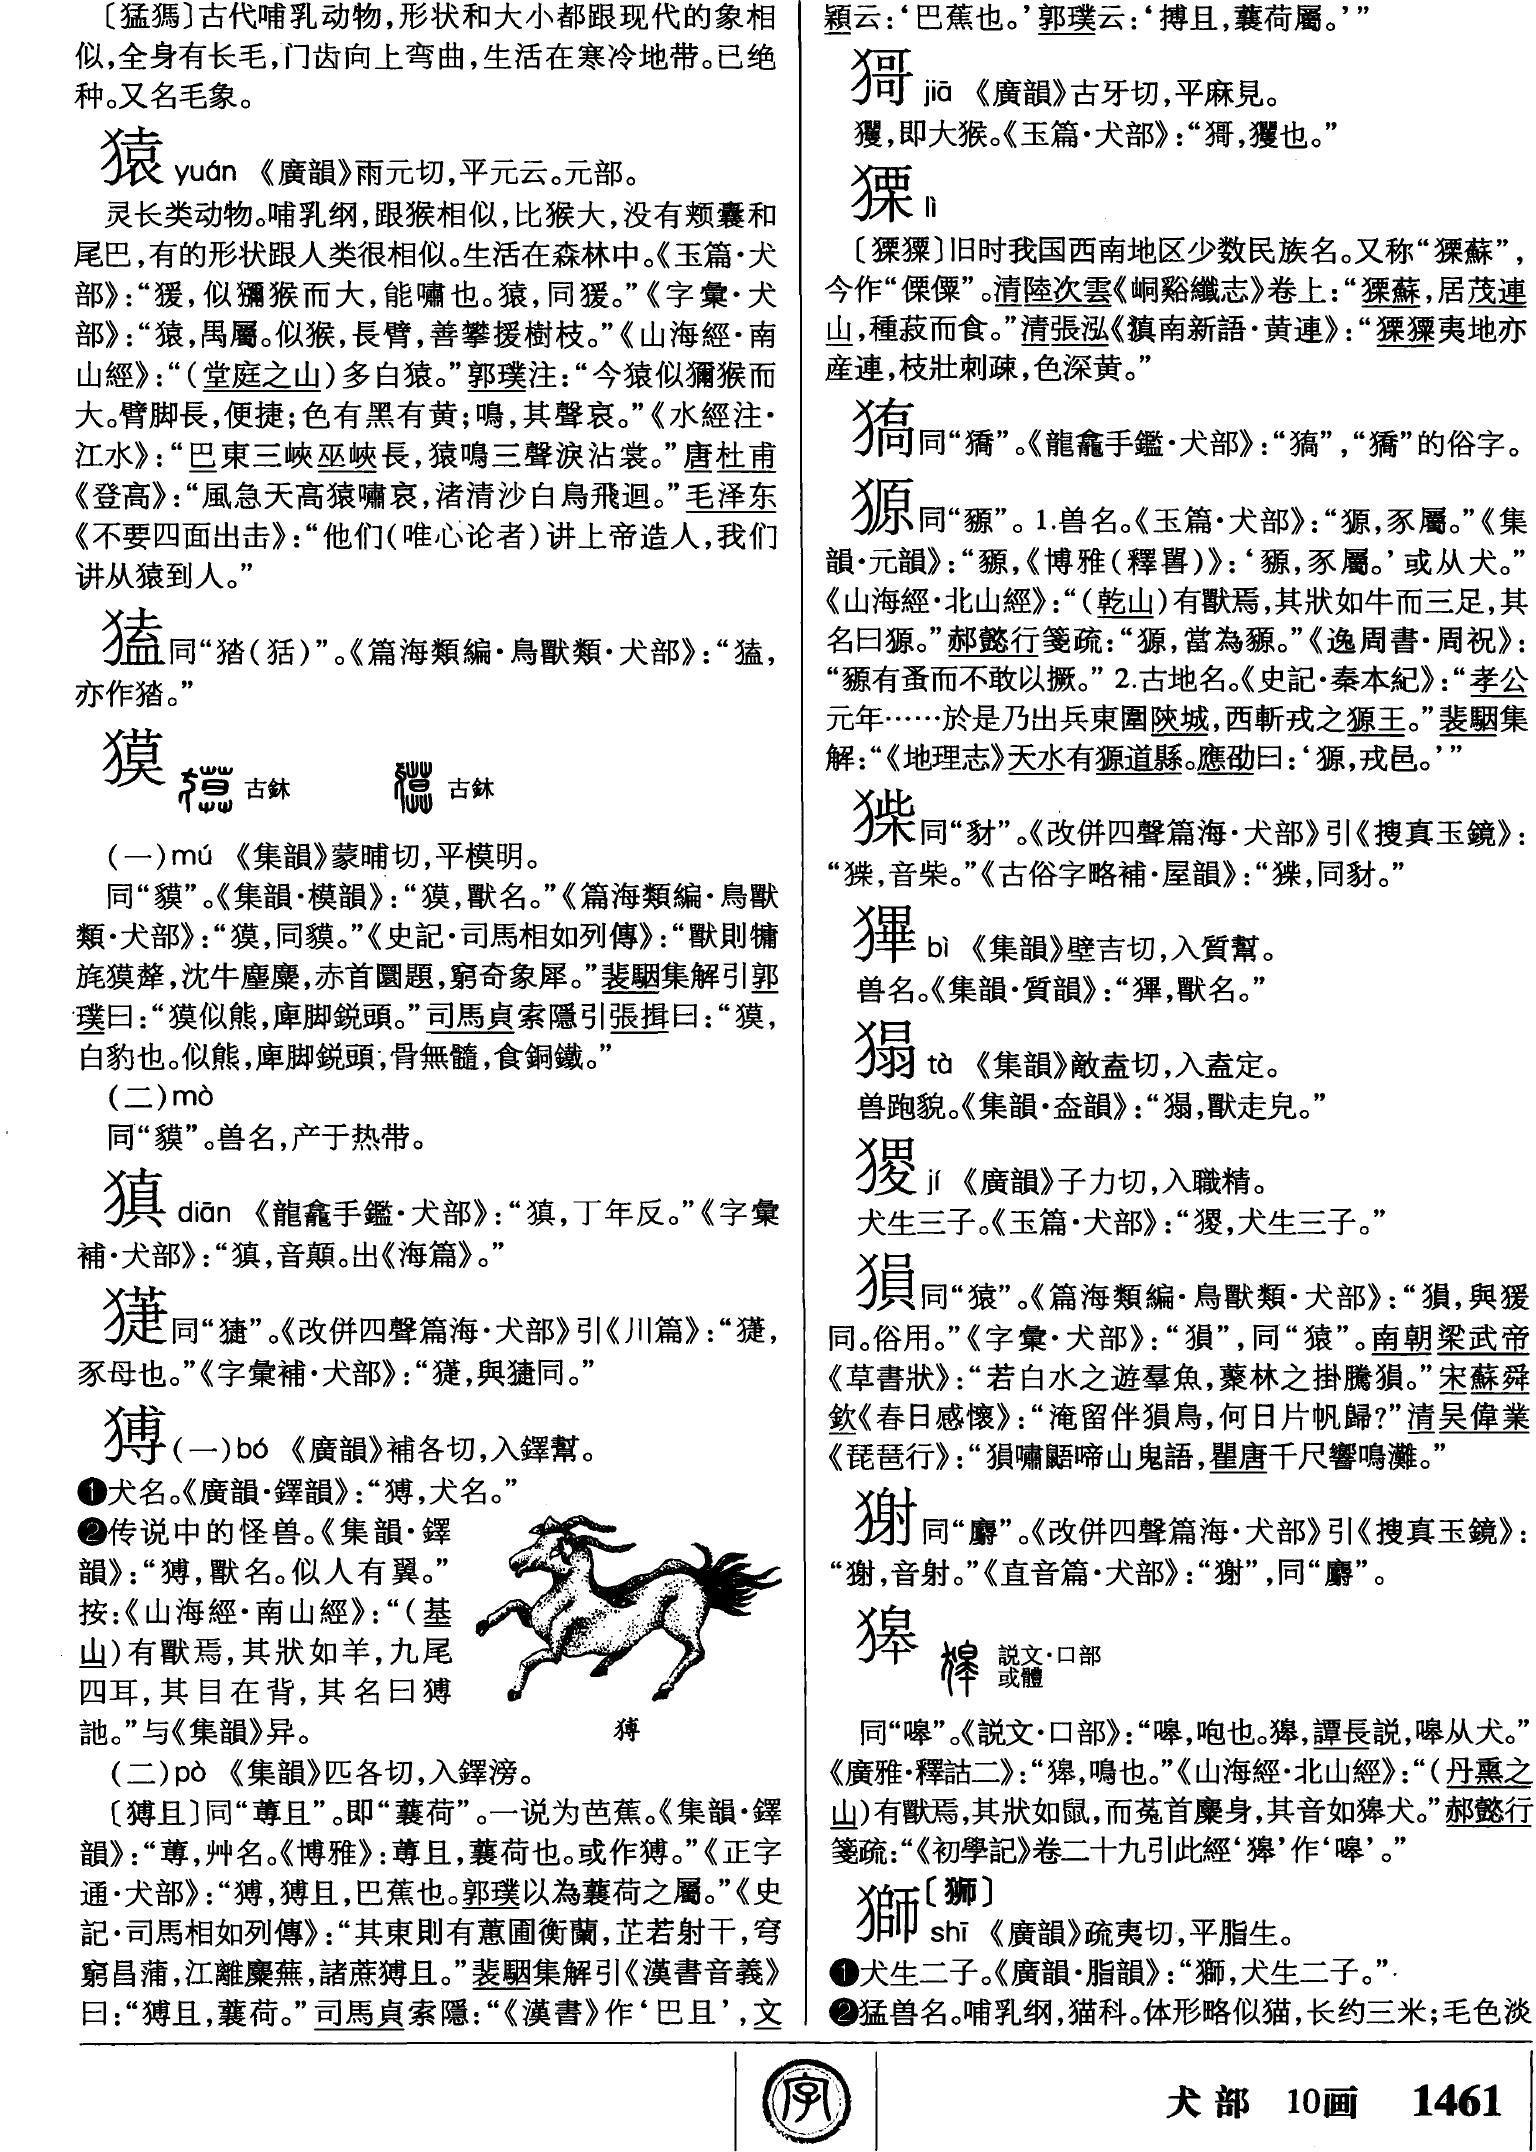 〔猛獁〕古代哺乳动物,形状和大小都跟现代的象相
似,全身有长毛,门齿向上弯曲,生活在寒冷地带。已绝
种。又名毛象。
猿 yuán 《廣韻》雨元切,平元云。元部。
灵长类动物。哺乳纲,跟猴相似,比猴大,没有颊囊和
尾巴,有的形状跟人类很相似。生活在森林中。《玉篇·犬
部》:“猨,似獼猴而大,能嘯也。猿,同猨。”《字彙·犬
部》:“猿,禺屬。似猴,長臂,善攀援樹枝。”《山海經·南
山經》:“(堂庭之山)多白猿。”郭璞注:“今猿似獼猴而
大。臂脚長,便捷;色有黑有黄;鳴,其聲哀。”《水經注·
江水》:“巴東三峽巫峽長,猿鳴三聲淚沾裳。”唐杜甫
《登高》:“風急天高猿嘯哀,渚清沙白鳥飛迴。”毛泽东
《不要四面出击》:“他们(唯心论者)讲上帝造人,我们
讲从猿到人。”
𤠍同“㹿(狧)”。《篇海類編·鳥獸類·犬部》:“𤠍,
亦作㹿。”
獏 古鉥 古鉥
(一)mú 《集韻》蒙晡切,平模明。
同“貘”。《集韻·模韻》:“獏,獸名。”《篇海類編·鳥獸
類·犬部》:“獏,同貘。”《史記·司馬相如列傳》:“獸則㺎
旄獏犛,沈牛麈麋,赤首圜題,窮奇象犀。”裴駰集解引郭
璞曰:“獏似熊,庳脚鋭頭。”司馬貞索隱引張揖曰:“獏,
白豹也。似熊,庳脚鋭頭,骨無髓,食銅鐵。”
(二)mò
同“貘”。兽名,产于热带。
㒹 diān 《龍龕手鑑·犬部》:“,丁年反。”《字彙
補·犬部》:“,音顛。出《海篇》。”
同“”。《改併四聲篇海·犬部》引《川篇》:“,
豕母也。”《字彙補·犬部》:“,與同。”
猼(一)bó 《廣韻》補各切,入鐸幫。
❶犬名。《廣韻·鐸韻》:“猼,犬名。”
❷传说中的怪兽。《集韻·鐸
韻》:“猼,獸名。似人有翼。”
按:《山海經·南山經》:“(基
山)有獸焉,其狀如羊,九尾
四耳,其目在背,其名曰猼
訑。”与《集韻》异。
猼
(二)pò 《集韻》匹各切,入鐸滂。
〔猼且〕同“蒪且”。即“蘘荷”。一说为芭蕉。《集韻·鐸
韻》:“蒪,艸名。《博雅》:蒪且,蘘荷也。或作猼。”《正字
通·犬部》:“猼,猼且,巴蕉也。郭璞以為蘘荷之屬。”《史
記·司馬相如列傳》:“其東則有蕙圃衡蘭,芷若射干,穹
窮昌蒲,江離麋蕪,諸蔗猼且。”裴駰集解引《漢書音義》
曰:“猼且,蘘荷。”司馬貞索隱:“《漢書》作‘巴且’,文
穎云:‘巴蕉也。’郭璞云:‘搏且,蘘荷屬。’”
㺊 jiā 《廣韻》古牙切,平麻見。
玃,即大猴。《玉篇·犬部》:“,玃也。”
㮚 lì
〔猓〕旧时我国西南地区少数民族名。又称“蘇”,
今作“傈僳”。清陸次雲《峒谿纖志》卷上:“蘇,居茂連
山,種菽而食。”清張泓《滇南新語·黄連》:“夷地亦
産連,枝壯刺疎,色深黄。”
同“獢”。《龍龕手鑑·犬部》:“”,“獢”的俗字。
獂同“豲”。1.兽名。《玉篇·犬部》:“獂,豕屬。”《集
韻·元韻》:“豲,《博雅(釋嘼)》:‘豲,豕屬。’或从犬。”
《山海經·北山經》:“(乾山)有獸焉,其狀如牛而三足,其
名曰獂。”郝懿行箋疏:“獂,當為豲。”《逸周書·周祝》:
“豲有蚤而不敢以撅。”2.古地名。《史記·秦本紀》:“孝公
元年……於是乃出兵東圍陝城,西斬戎之獂王。”裴駰集
解:“《地理志》天水有獂道縣。應劭曰:‘獂,戎邑。’”
同“豺”。《改併四聲篇海·犬部》引《搜真玉鏡》:
“,音柴。”《古俗字略補·屋韻》:“,同豺。”
㻫 bì 《集韻》壁吉切,入質幫。
兽名。《集韻·質韻》:“,獸名。”
𤠐 tà 《集韻》敵盍切,入盍定。
兽跑貌。《集韻·盍韻》:“,獸走皃。”
㮨 jí 《廣韻》子力切,入職精。
犬生三子。《玉篇·犬部》:“,犬生三子。”
𤠔同“猿”。《篇海類編·鳥獸類·犬部》:“,與猨
同。俗用。”《字彙·犬部》:“”,同“猿”。南朝梁武帝
《草書狀》:“若白水之遊羣魚,藂林之掛騰。”宋蘇舜
欽《春日感懷》:“淹留伴鳥,何日片帆歸?”清吴偉業
《琵琶行》:“嘯鼯啼山鬼語,瞿唐千尺響鳴灘。”
同“麝”。《改併四聲篇海·犬部》引《搜真玉鏡》:
“,音射。”《直音篇·犬部》:“”,同“麝”。
獋 説文·口部
或體
同“嗥”。《説文·口部》:“嗥,咆也。獋,譚長説,嗥从犬。”
《廣雅·釋詁二》:“獋,鳴也。”《山海經·北山經》:“(丹熏之
山)有獸焉,其狀如鼠,而菟首麋身,其音如獋犬。”郝懿行
箋疏:“《初學記》卷二十九引此經‘獋’作‘嗥’。”
獅〔狮〕
shī 《廣韻》疏夷切,平脂生。
❶犬生二子。《廣韻·脂韻》:“獅,犬生二子。”
❷猛兽名。哺乳纲,猫科。体形略似猫,长约三米;毛色淡
字
犬部 10画 1461